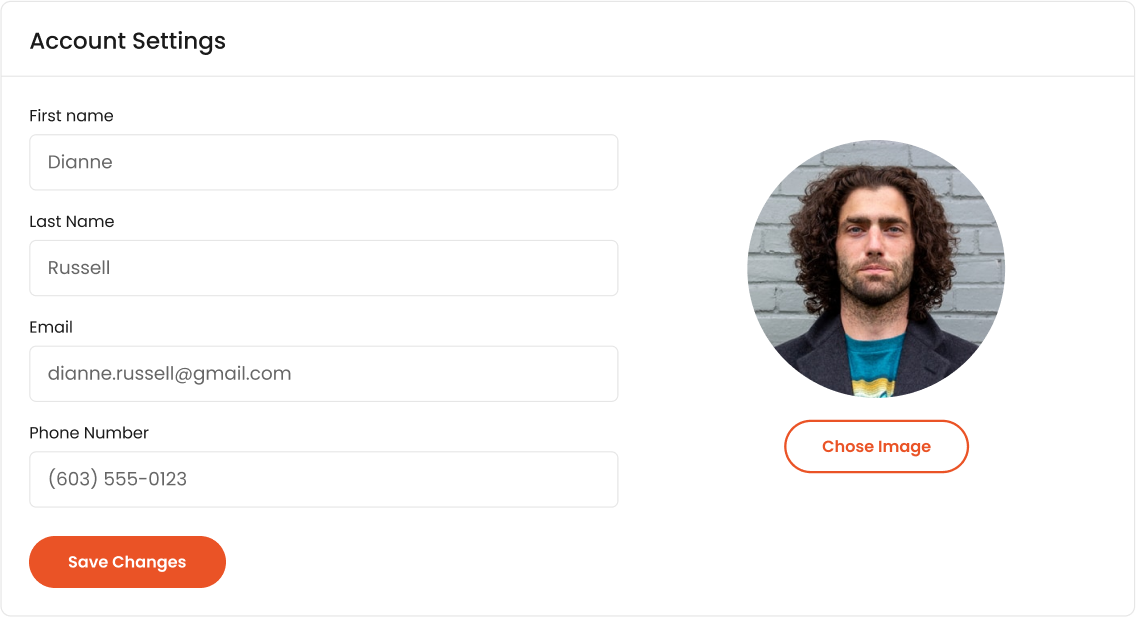 Account Settings
First name
Dianne
Last Name
Russell
Email
dianne.russell@gmail.com
Phone Number
(603) 555-0123
Save Changes
Chose Image